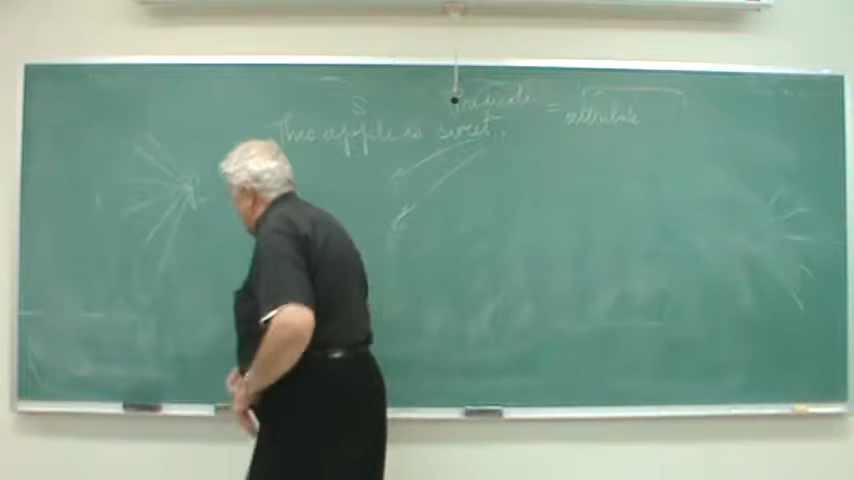 S Predicate = attribute
This apple is sweet.